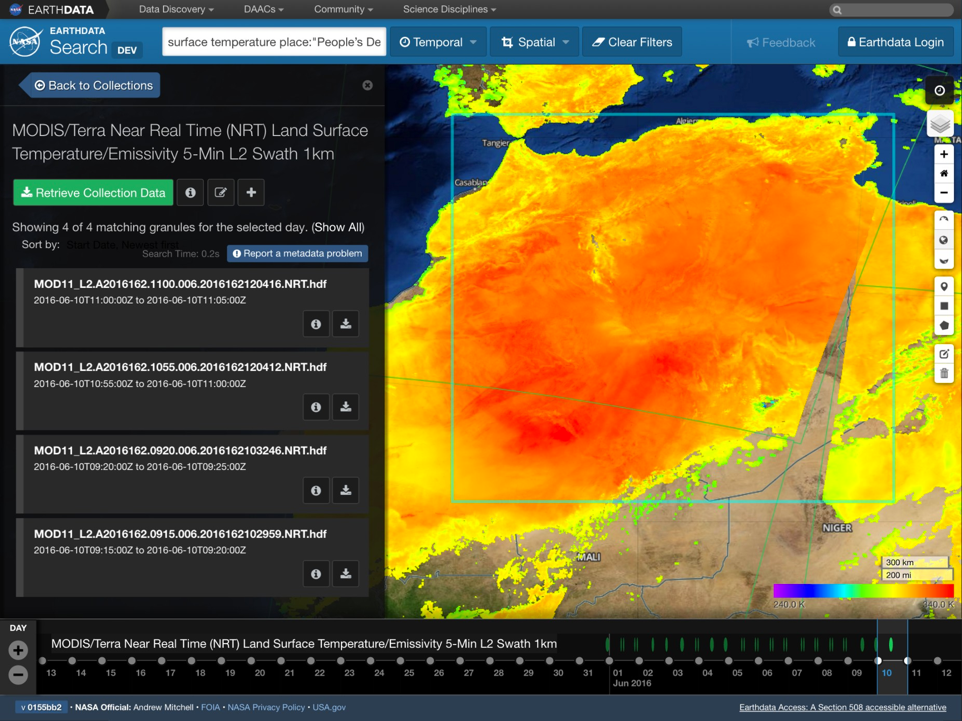 EARTHDATA
Data Discovery
DAACs
Community
Science Disciplines
NASA
EARTHDATA
Search DEV
surface temperature place:"People's De
Temporal
Spatial
Clear Filters
Feedback
Earthdata Login
Back to Collections
MODIS/Terra Near Real Time (NRT) Land Surface
Temperature/Emissivity 5-Min L2 Swath 1km
Retrieve Collection Data
Showing 4 of 4 matching granules for the selected day. (Show All)
Sort by: Start Date, Newest first
Search Time: 0.2s
Report a metadata problem
MOD11_L2.A2016162.1100.006.2016162120416.NRT.hdf
2016-06-10T11:00:00Z to 2016-06-10T11:05:00Z
MOD11_L2.A2016162.1055.006.2016162120412.NRT.hdf
2016-06-10T10:55:00Z to 2016-06-10T11:00:00Z
MOD11_L2.A2016162.0920.006.2016162103246.NRT.hdf
2016-06-10T09:20:00Z to 2016-06-10T09:25:00Z
MOD11_L2.A2016162.0915.006.2016162102959.NRT.hdf
2016-06-10T09:15:00Z to 2016-06-10T09:20:00Z
Tangier
Algiers
Casablan
MALTA
NIGER
MALI
300 km
200 mi
240.0 K
340.0 K
DAY
MODIS/Terra Near Real Time (NRT) Land Surface Temperature/Emissivity 5-Min L2 Swath 1km
13 14 15 16 17 18 19 20 21 22 23 24 25 26 27 28 29 30 31 01 02 03 04 05 06 07 08 09 10 11 12
Jun 2016
v 0155bb2 • NASA Official: Andrew Mitchell • FOIA • NASA Privacy Policy • USA.gov
Earthdata Access: A Section 508 accessible alternative